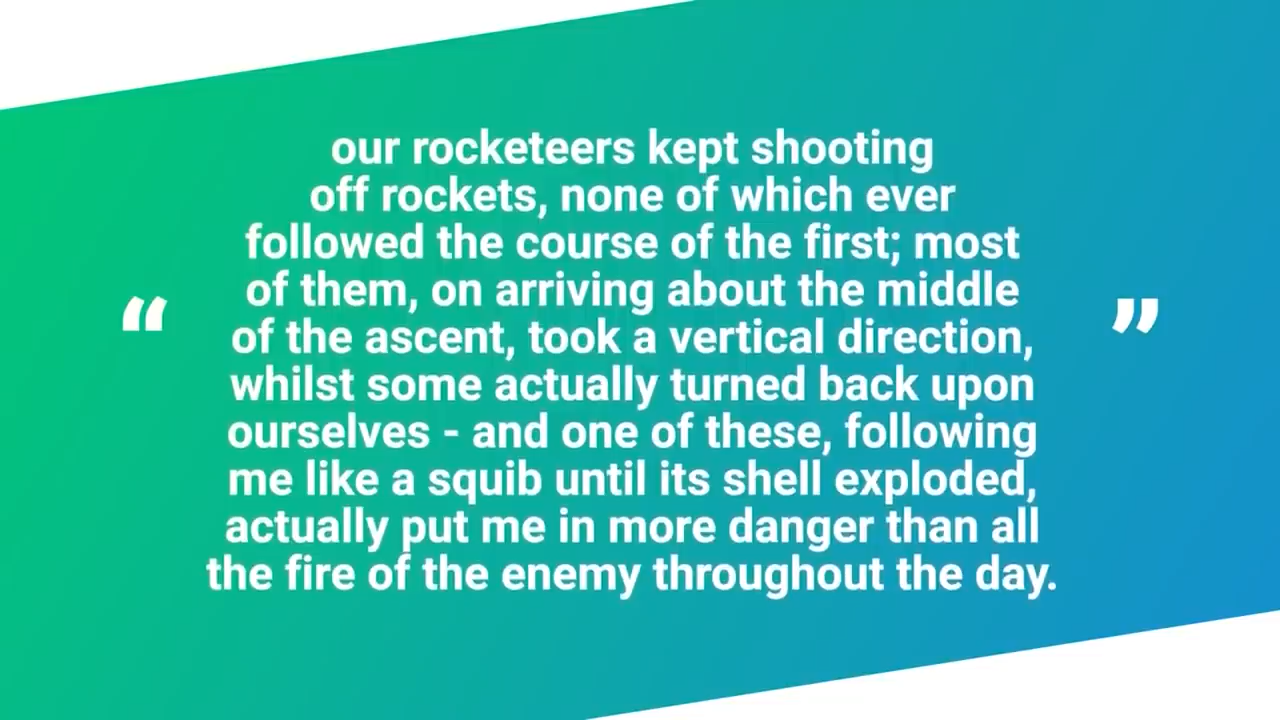 our rocketeers kept shooting
off rockets, none of which ever
followed the course of the first; most
of them, on arriving about the middle
“ of the ascent, took a vertical direction, ”
whilst some actually turned back upon
ourselves - and one of these, following
me like a squib until its shell exploded,
actually put me in more danger than all
the fire of the enemy throughout the day.